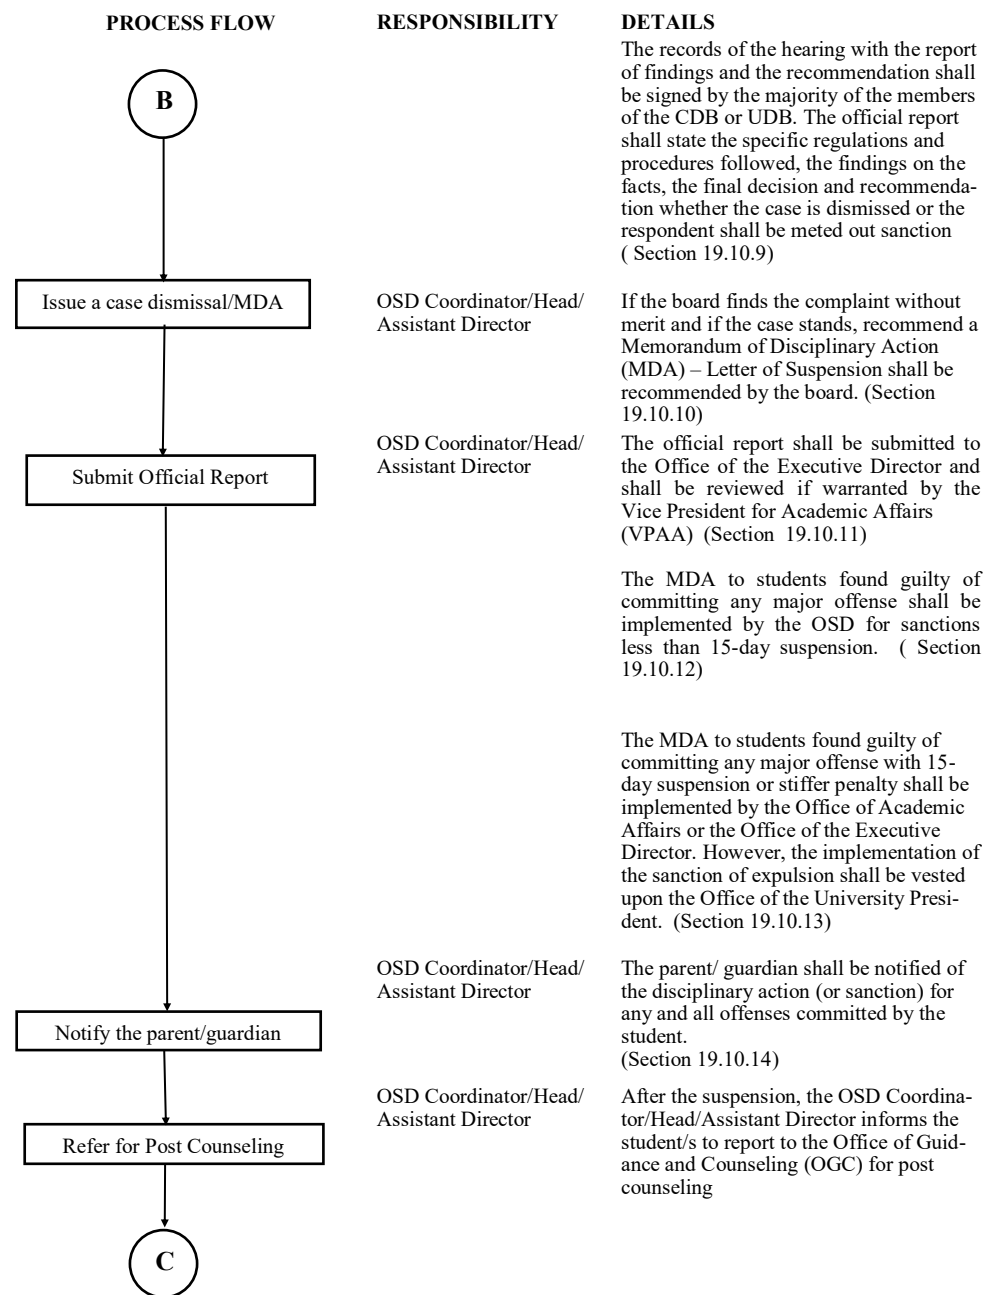 PROCESS FLOW RESPONSIBILITY DETAILS
The records of the hearing with the report
of findings and the recommendation shall
be signed by the majority of the members
of the CDB or UDB. The official report
shall state the specific regulations and
procedures followed, the findings on the
facts, the final decision and recommenda-
tion whether the case is dismissed or the
respondent shall be meted out sanction
( Section 19.10.9)
B
Issue a case dismissal/MDA
OSD Coordinator/Head/
Assistant Director
If the board finds the complaint without
merit and if the case stands, recommend a
Memorandum of Disciplinary Action
(MDA) – Letter of Suspension shall be
recommended by the board. (Section
19.10.10)
Submit Official Report
OSD Coordinator/Head/
Assistant Director
The official report shall be submitted to
the Office of the Executive Director and
shall be reviewed if warranted by the
Vice President for Academic Affairs
(VPAA) (Section 19.10.11)
The MDA to students found guilty of
committing any major offense shall be
implemented by the OSD for sanctions
less than 15-day suspension. ( Section
19.10.12)
The MDA to students found guilty of
committing any major offense with 15-
day suspension or stiffer penalty shall be
implemented by the Office of Academic
Affairs or the Office of the Executive
Director. However, the implementation of
the sanction of expulsion shall be vested
upon the Office of the University Presi-
dent. (Section 19.10.13)
Notify the parent/guardian
OSD Coordinator/Head/
Assistant Director
The parent/ guardian shall be notified of
the disciplinary action (or sanction) for
any and all offenses committed by the
student.
(Section 19.10.14)
Refer for Post Counseling
OSD Coordinator/Head/
Assistant Director
After the suspension, the OSD Coordina-
tor/Head/Assistant Director informs the
student/s to report to the Office of Guid-
ance and Counseling (OGC) for post
counseling
C